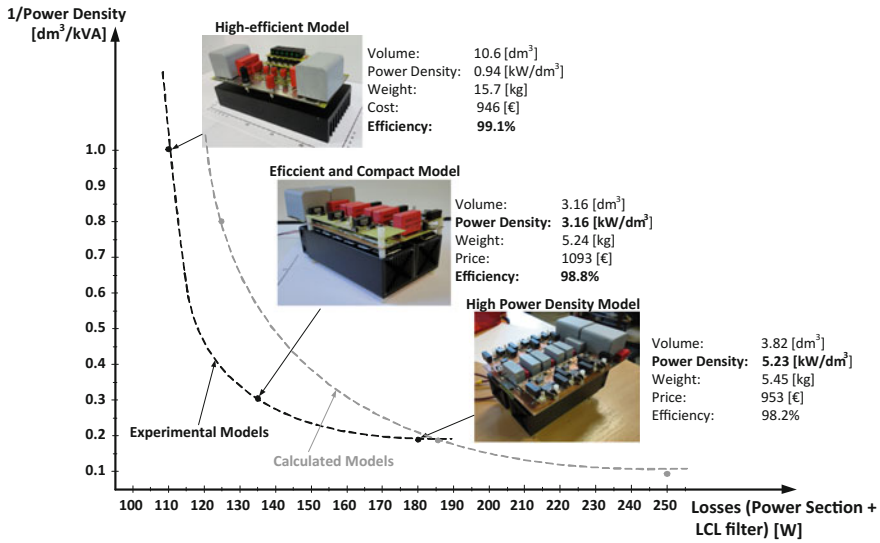 1/Power Density
[dm³/kVA]
High-efficient Model
Volume: 10.6 [dm³]
Power Density: 0.94 [kW/dm³]
Weight: 15.7 [kg]
Cost: 946 [€]
Efficiency: 99.1%
Eficcient and Compact Model
Volume: 3.16 [dm³]
Power Density: 3.16 [kW/dm³]
Weight: 5.24 [kg]
Price: 1093 [€]
Efficiency: 98.8%
High Power Density Model
Volume: 3.82 [dm³]
Power Density: 5.23 [kW/dm³]
Weight: 5.45 [kg]
Price: 953 [€]
Efficiency: 98.2%
1.0
0.9
0.8
0.7
0.6
0.5
0.4
0.3
0.2
0.1
Experimental Models
Calculated Models
100 110 120 130 140 150 160 170 180 190 200 210 220 230 240 250
Losses (Power Section +
LCL filter) [W]